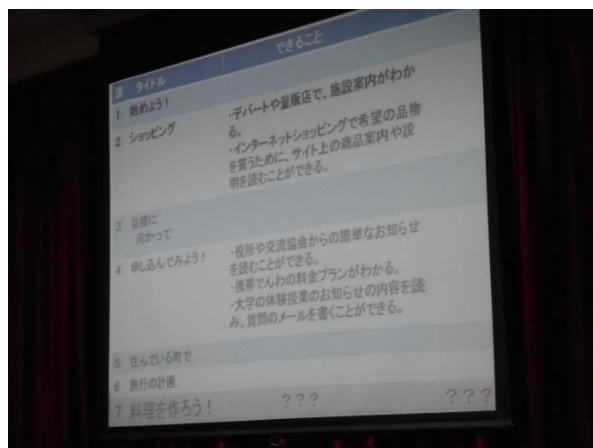 課 タイトル できること
1 始めよう!
2 ショッピング
・デパートや量販店で、施設案内がわか
る。
・インターネットショッピングで希望の品物
を買うために、サイト上の商品案内や説
明を読むことができる。
3 目標に
向かって
4 申し込んでみよう!
・役所や交流協会からの簡単なお知らせ
を読むことができる。
・携帯でんわの料金プランがわかる。
・大学の体験授業のお知らせの内容を読
み、質問のメールを書くことができる。
5 住んでいる町で
6 旅行の計画
7 料理を作ろう! ??? ???